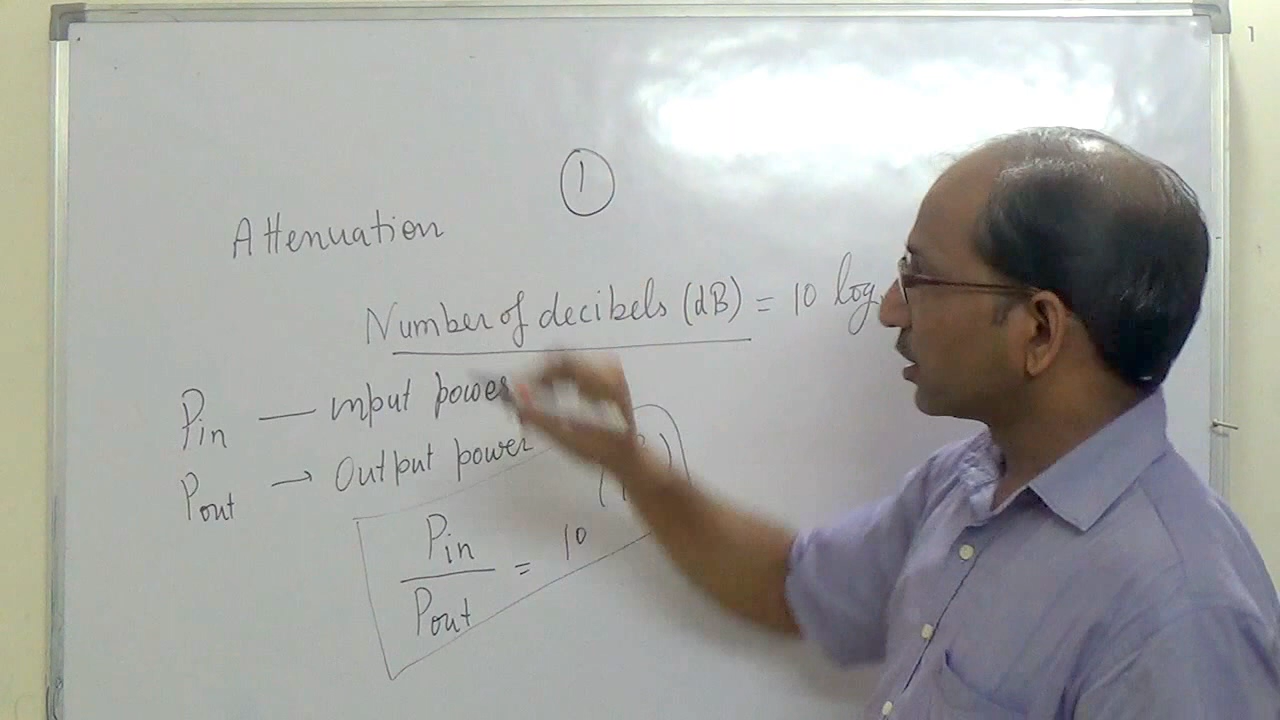 1
Attenuation
Number of decibels (dB) = 10 log
Pin — input power
Pout → Output power
Pin
Pout
= 10